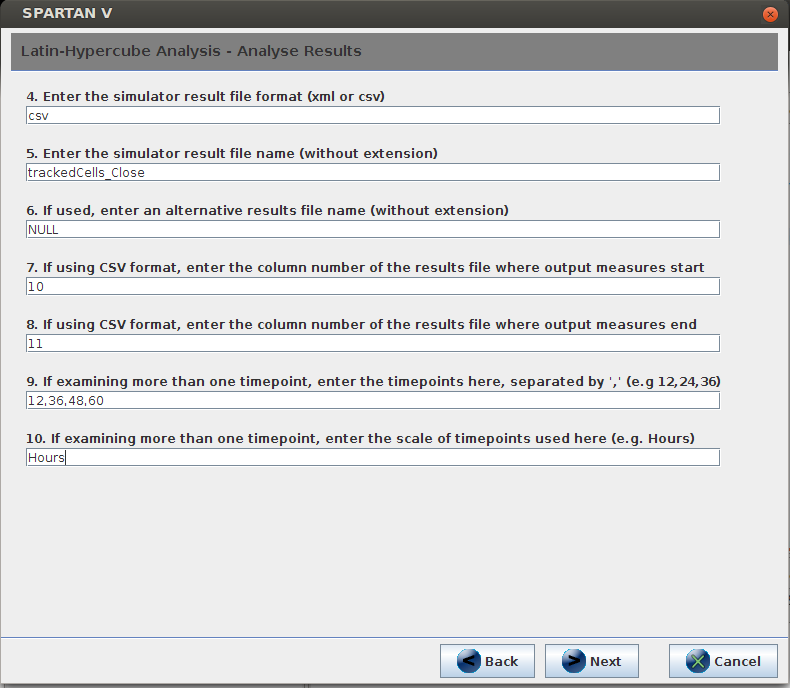 SPARTAN V
Latin-Hypercube Analysis - Analyse Results
4. Enter the simulator result file format (xml or csv)
csv
5. Enter the simulator result file name (without extension)
trackedCells_Close
6. If used, enter an alternative results file name (without extension)
NULL
7. If using CSV format, enter the column number of the results file where output measures start
10
8. If using CSV format, enter the column number of the results file where output measures end
11
9. If examining more than one timepoint, enter the timepoints here, separated by ',' (e.g 12,24,36)
12,36,48,60
10. If examining more than one timepoint, enter the scale of timepoints used here (e.g. Hours)
Hours
Back Next Cancel